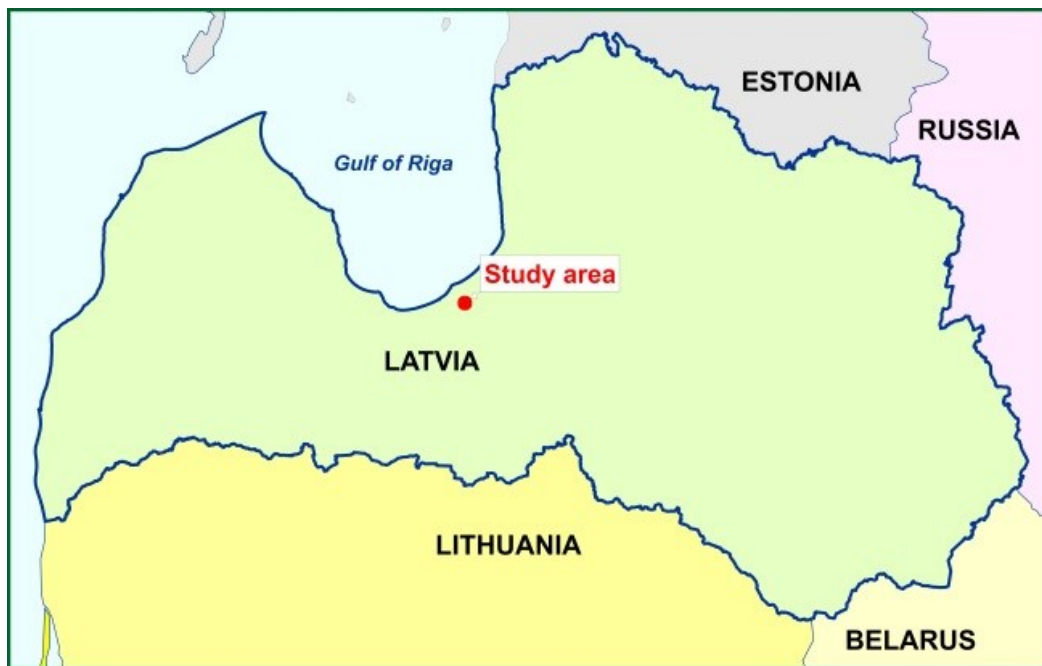 ESTONIA
RUSSIA
Gulf of Riga
Study area
LATVIA
LITHUANIA
BELARUS